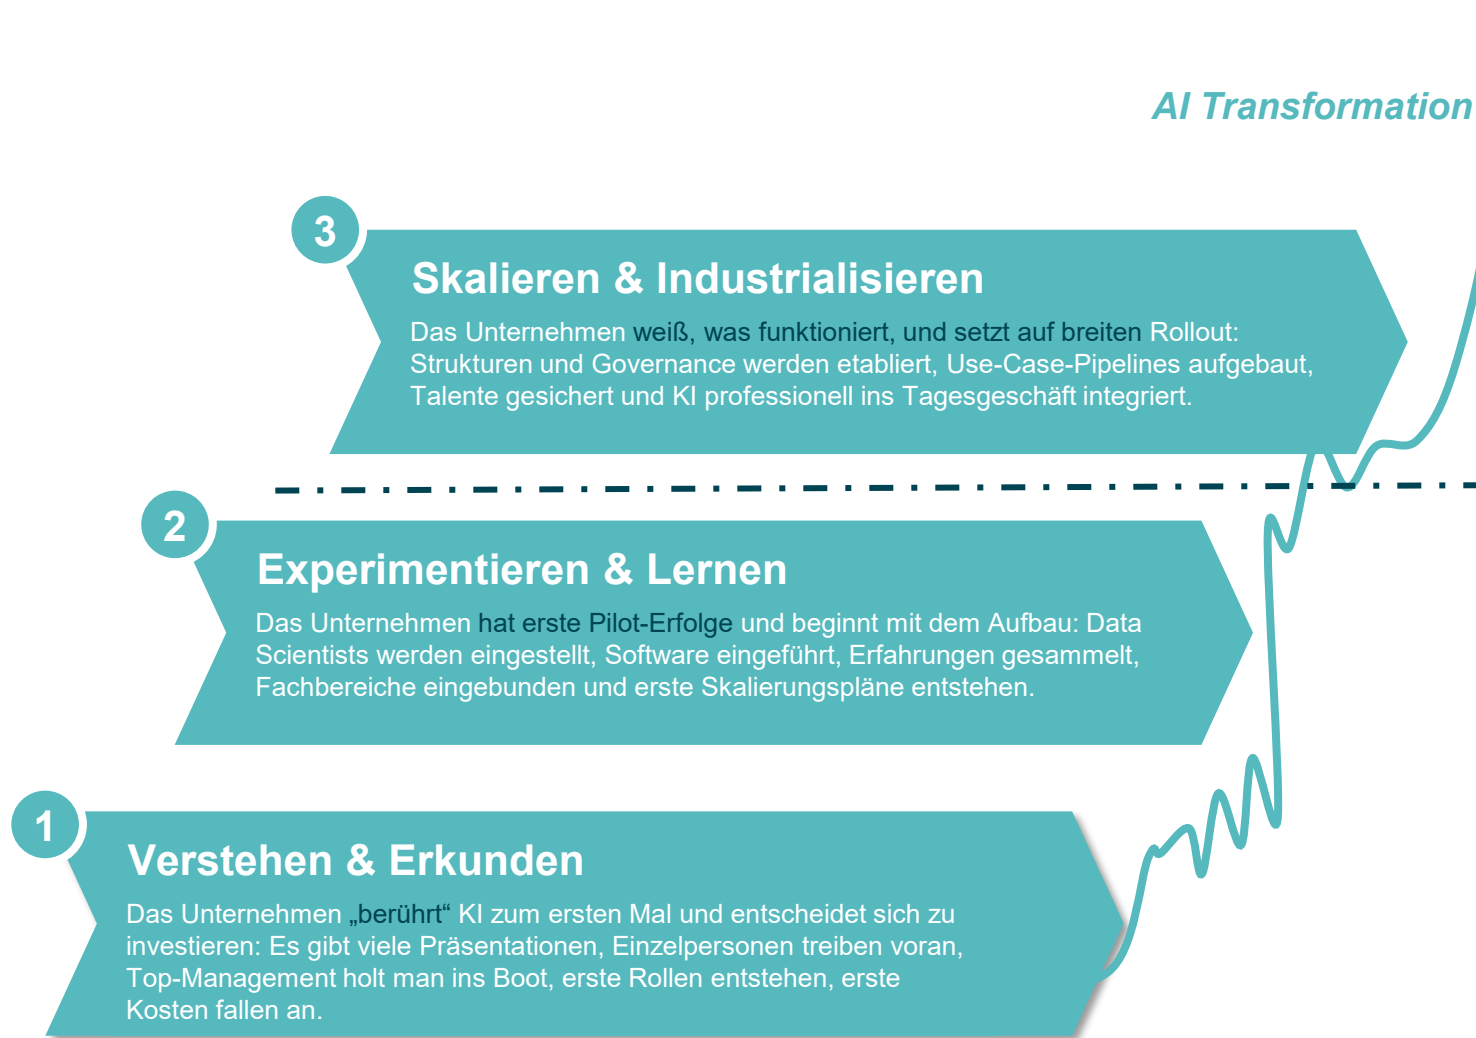 AI Transformation
3
Skalieren & Industrialisieren
Das Unternehmen weiß, was funktioniert, und setzt auf breiten Rollout:
Strukturen und Governance werden etabliert, Use-Case-Pipelines aufgebaut,
Talente gesichert und KI professionell ins Tagesgeschäft integriert.
2
Experimentieren & Lernen
Das Unternehmen hat erste Pilot-Erfolge und beginnt mit dem Aufbau: Data
Scientists werden eingestellt, Software eingeführt, Erfahrungen gesammelt,
Fachbereiche eingebunden und erste Skalierungspläne entstehen.
1
Verstehen & Erkunden
Das Unternehmen „berührt“ KI zum ersten Mal und entscheidet sich zu
investieren: Es gibt viele Präsentationen, Einzelpersonen treiben voran,
Top-Management holt man ins Boot, erste Rollen entstehen, erste
Kosten fallen an.